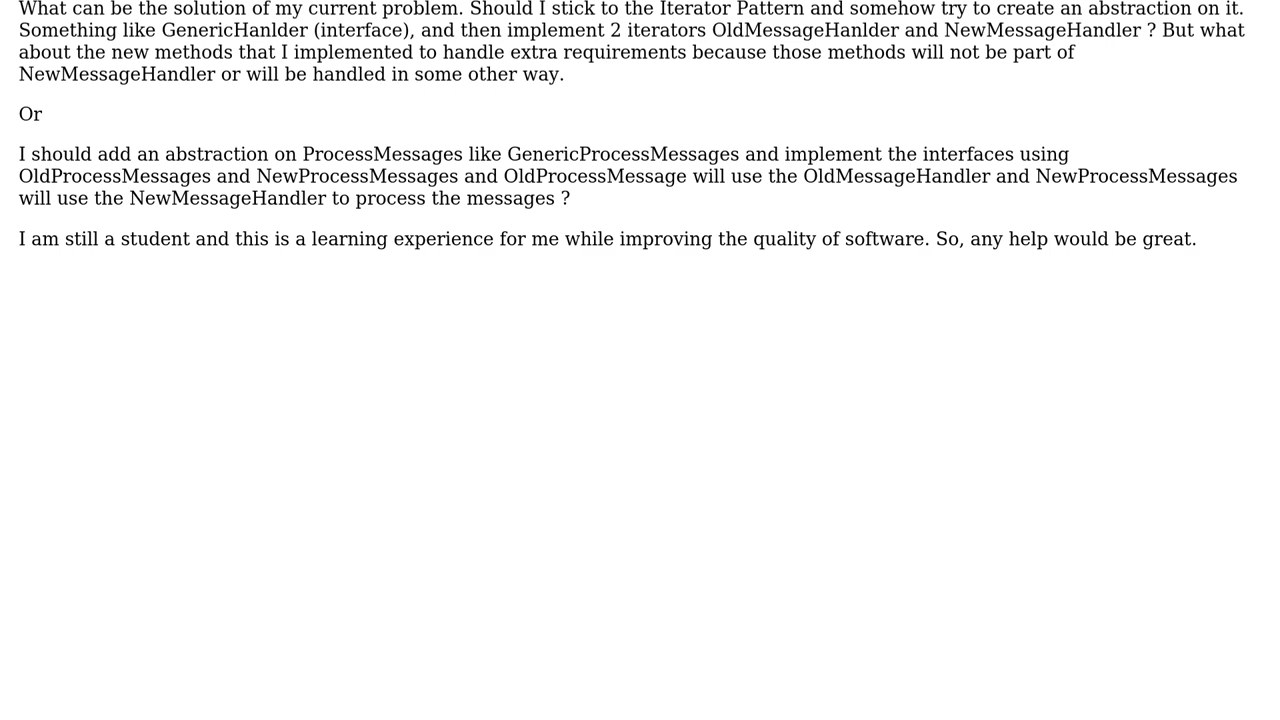 What can be the solution of my current problem. Should I stick to the Iterator Pattern and somehow try to create an abstraction on it.
Something like GenericHanlder (interface), and then implement 2 iterators OldMessageHanlder and NewMessageHandler ? But what
about the new methods that I implemented to handle extra requirements because those methods will not be part of
NewMessageHandler or will be handled in some other way.
Or
I should add an abstraction on ProcessMessages like GenericProcessMessages and implement the interfaces using
OldProcessMessages and NewProcessMessages and OldProcessMessage will use the OldMessageHandler and NewProcessMessages
will use the NewMessageHandler to process the messages ?
I am still a student and this is a learning experience for me while improving the quality of software. So, any help would be great.